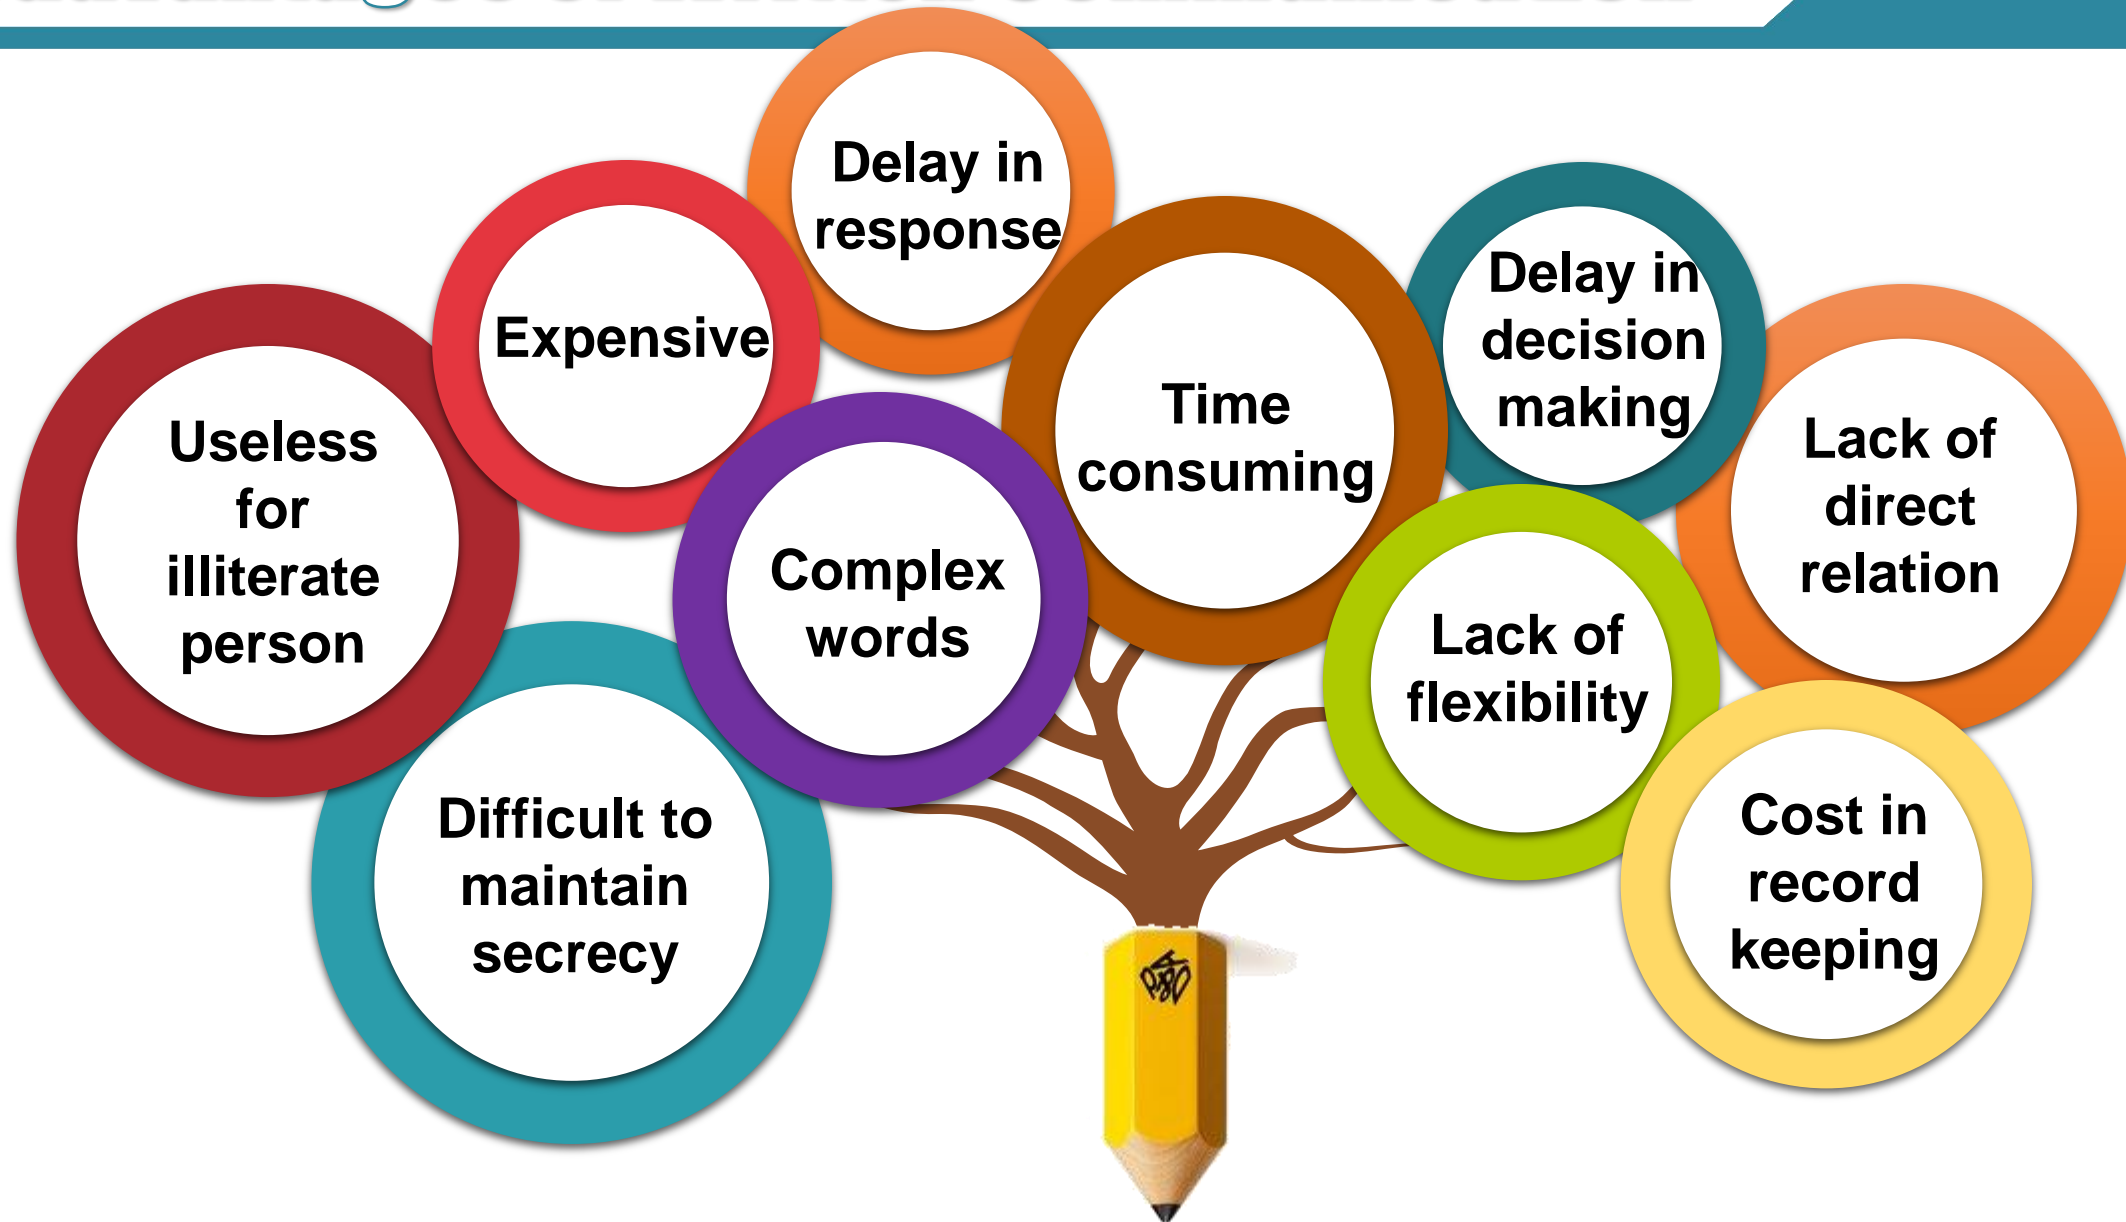 Delay in
response
Expensive
Delay in
decision
making
Time
consuming
Useless
for
illiterate
person
Lack of
direct
relation
Complex
words
Lack of
flexibility
Difficult to
maintain
secrecy
Cost in
record
keeping